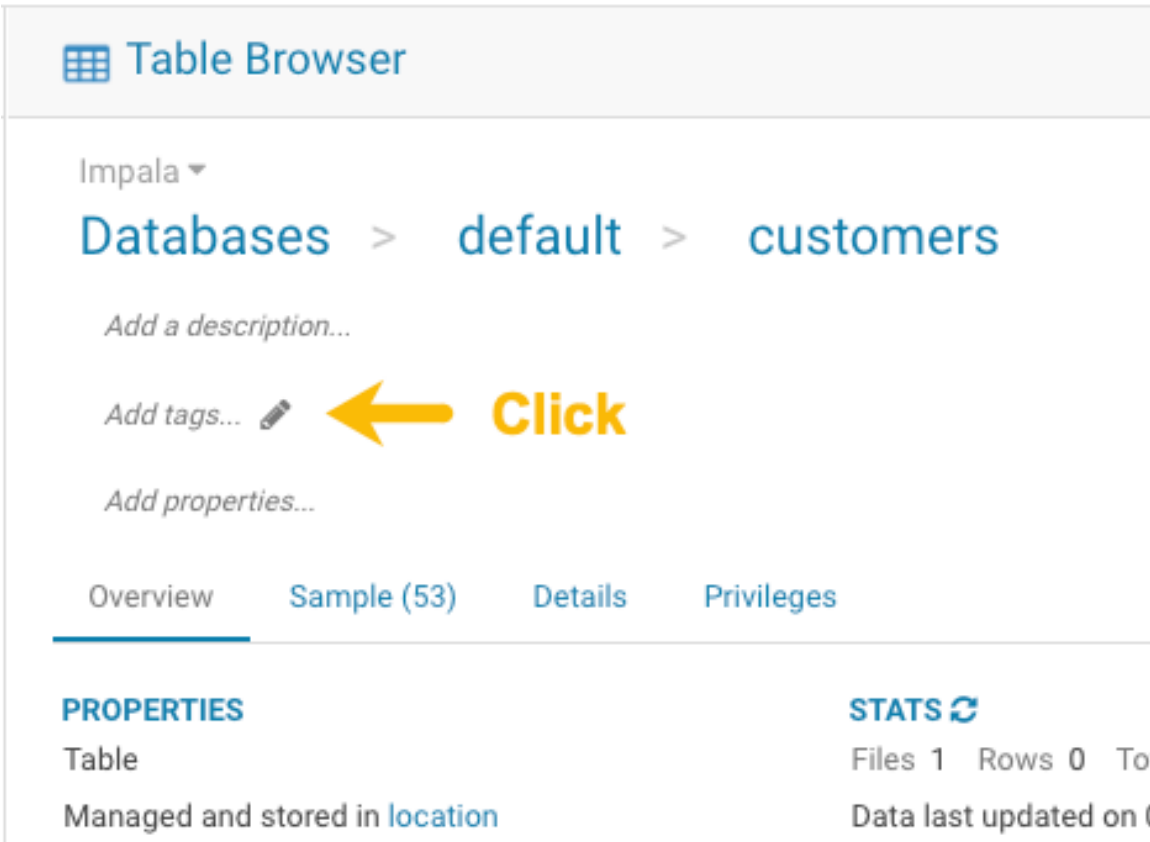 Table Browser
Impala
Databases > default > customers
Add a description...
Add tags... Click
Add properties...
Overview Sample (53) Details Privileges
PROPERTIES STATS
Table Files 1 Rows 0
Managed and stored in location Data last updated on